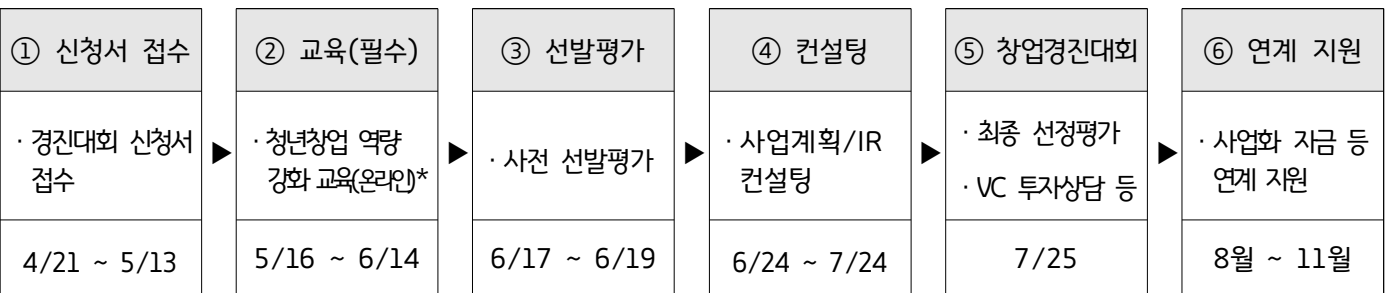 ① 신청서 접수
· 경진대회 신청서
접수
4/21 ~ 5/13
▶
② 교육(필수)
· 청년창업 역량
강화 교육(온라인)*
5/16 ~ 6/14
▶
③ 선발평가
· 사전 선발평가
6/17 ~ 6/19
▶
④ 컨설팅
· 사업계획/IR
컨설팅
6/24 ~ 7/24
▶
⑤ 창업경진대회
· 최종 선정평가
· VC 투자상담 등
7/25
▶
⑥ 연계 지원
· 사업화 자금 등
연계 지원
8월 ~ 11월